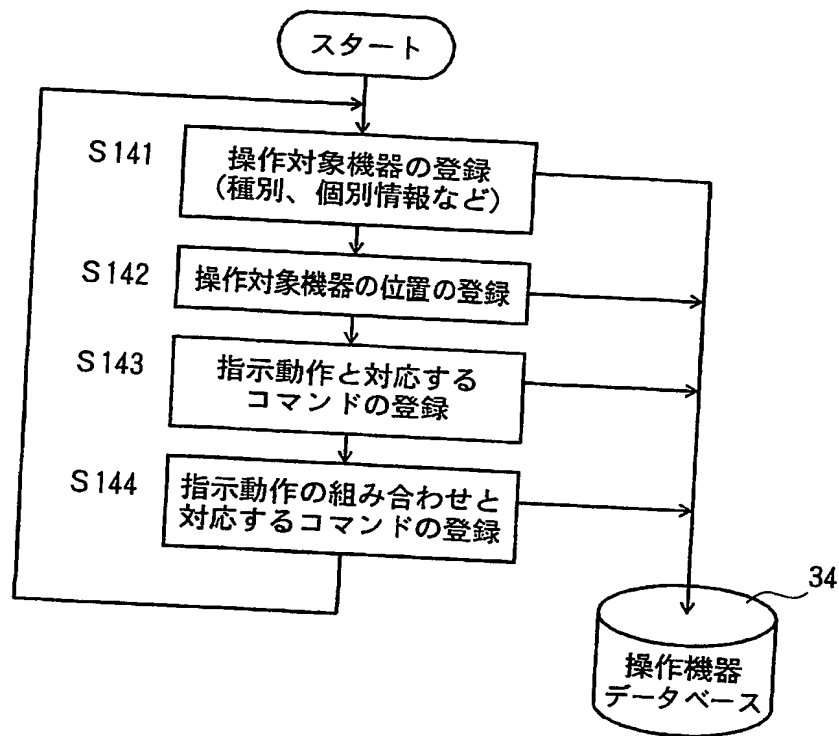 スタート
S141
操作対象機器の登録
(種別、個別情報など)
S142
操作対象機器の位置の登録
S143
指示動作と対応する
コマンドの登録
S144
指示動作の組み合わせと
対応するコマンドの登録
34
操作機器
データベース